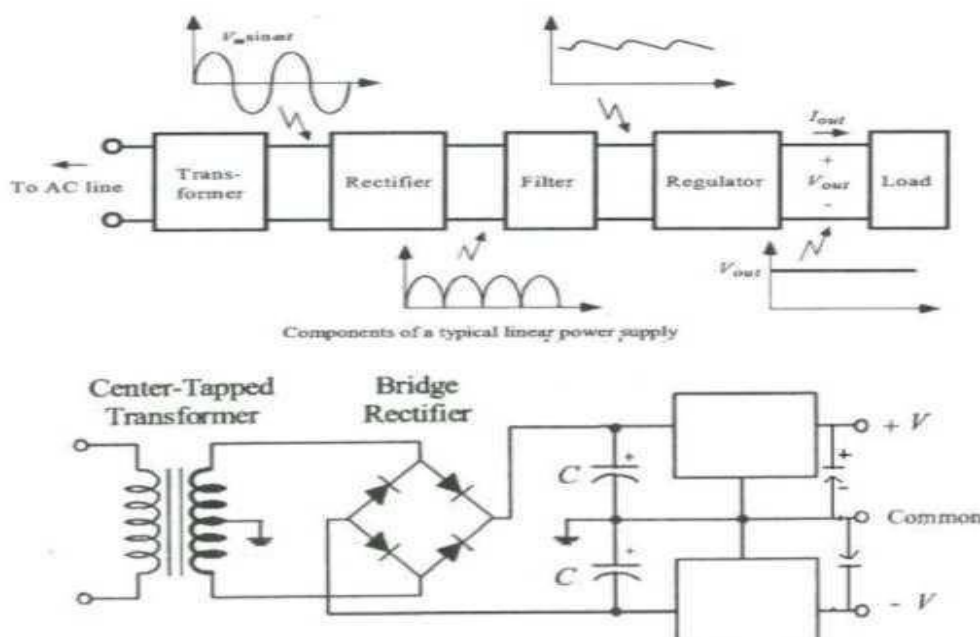 V_m sin ωt
I_out
To AC line
Trans-
former
Rectifier
Filter
Regulator
+
V_out
-
Load
V_out
Components of a typical linear power supply
Center-Tapped
Transformer
Bridge
Rectifier
+ V
C
+
+
-
Common
C
+
- V